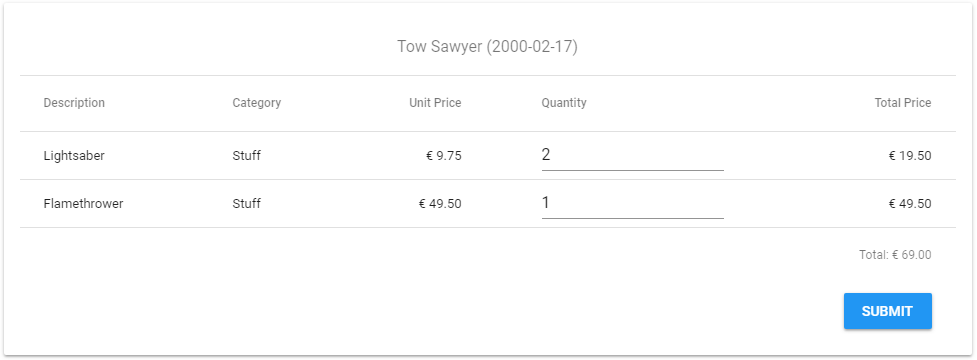 Tow Sawyer (2000-02-17)
Description Category Unit Price Quantity Total Price
Lightsaber Stuff € 9.75 2 € 19.50
Flamethrower Stuff € 49.50 1 € 49.50
Total: € 69.00
SUBMIT